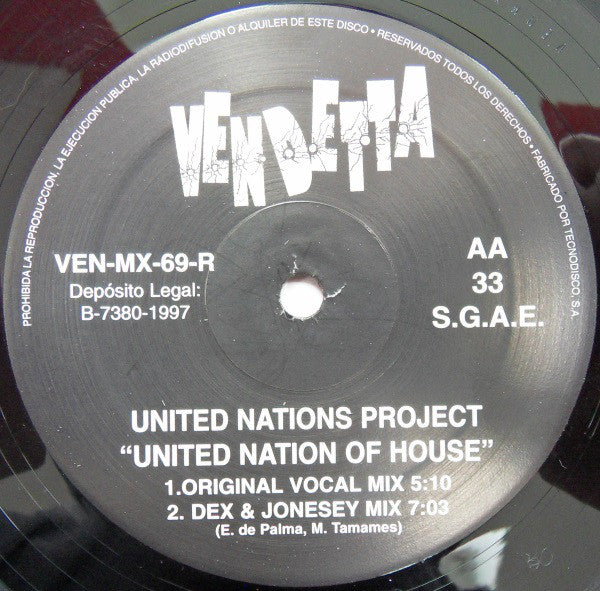 PROHIBIDA LA REPRODUCCION, LA EJECUCION PUBLICA, LA RADIODIFUSION O ALQUILER DE ESTE DISCO • RESERVADOS TODOS LOS DERECHOS • FABRICADO POR TECNODISCO, S.A.
VENDETTA
VEN-MX-69-R
Depósito Legal:
B-7380-1997
AA
33
S.G.A.E.
UNITED NATIONS PROJECT
“UNITED NATION OF HOUSE”
1.ORIGINAL VOCAL MIX 5:10
2. DEX & JONESEY MIX 7:03
(E. de Palma, M. Tamames)